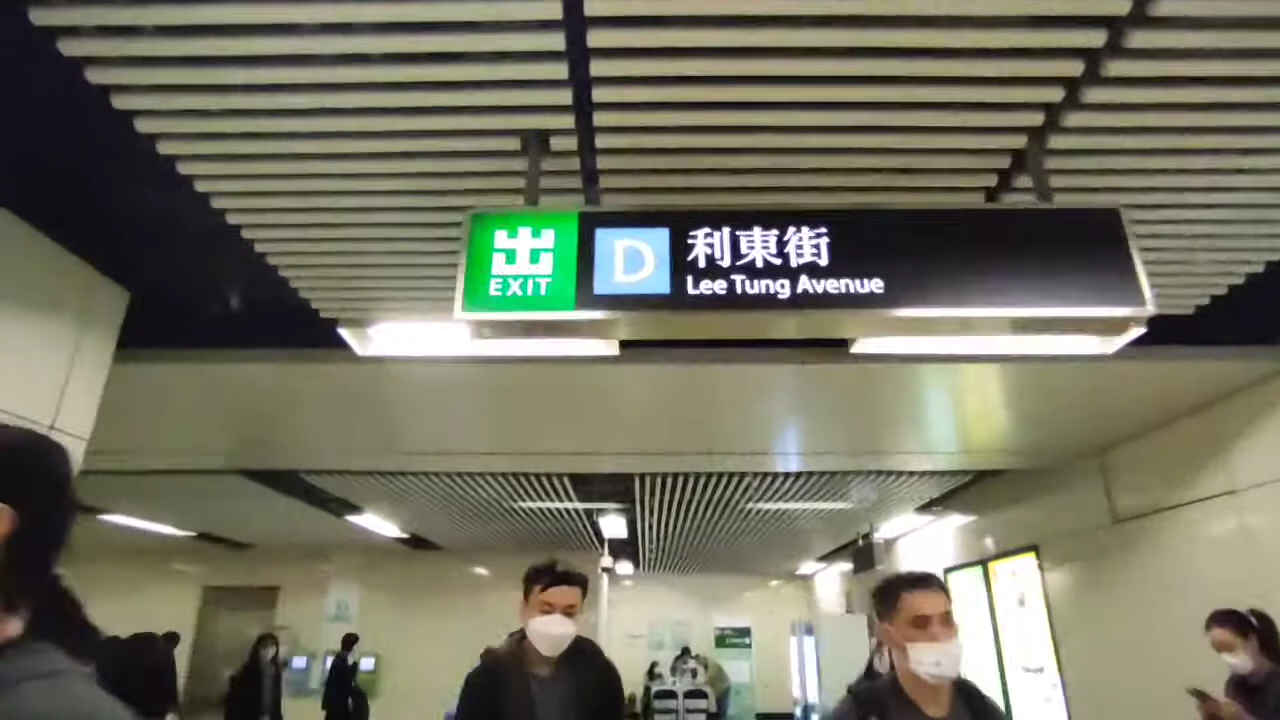 出
EXIT
D
利東街
Lee Tung Avenue